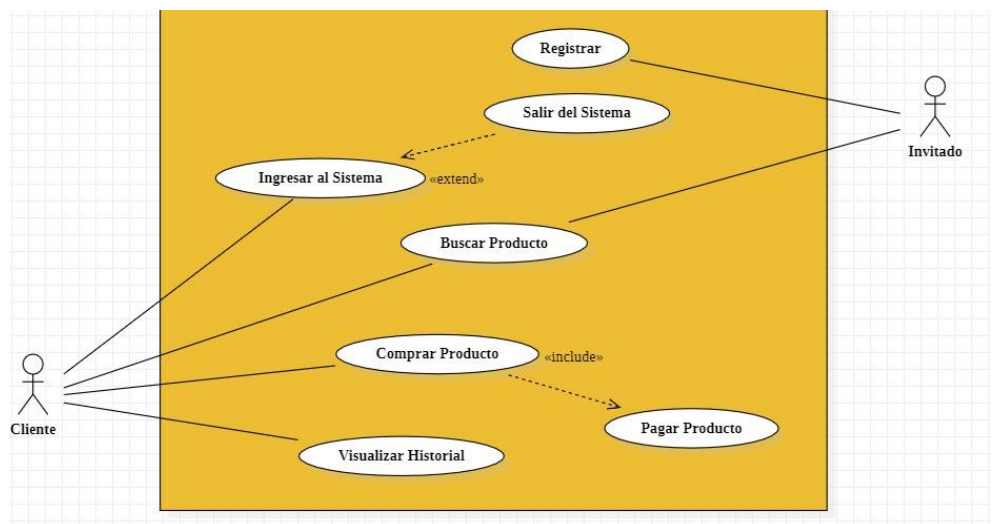 Registrar
Salir del Sistema
Invitado
Ingresar al Sistema
«extend»
Buscar Producto
Comprar Producto
«include»
Cliente
Pagar Producto
Visualizar Historial